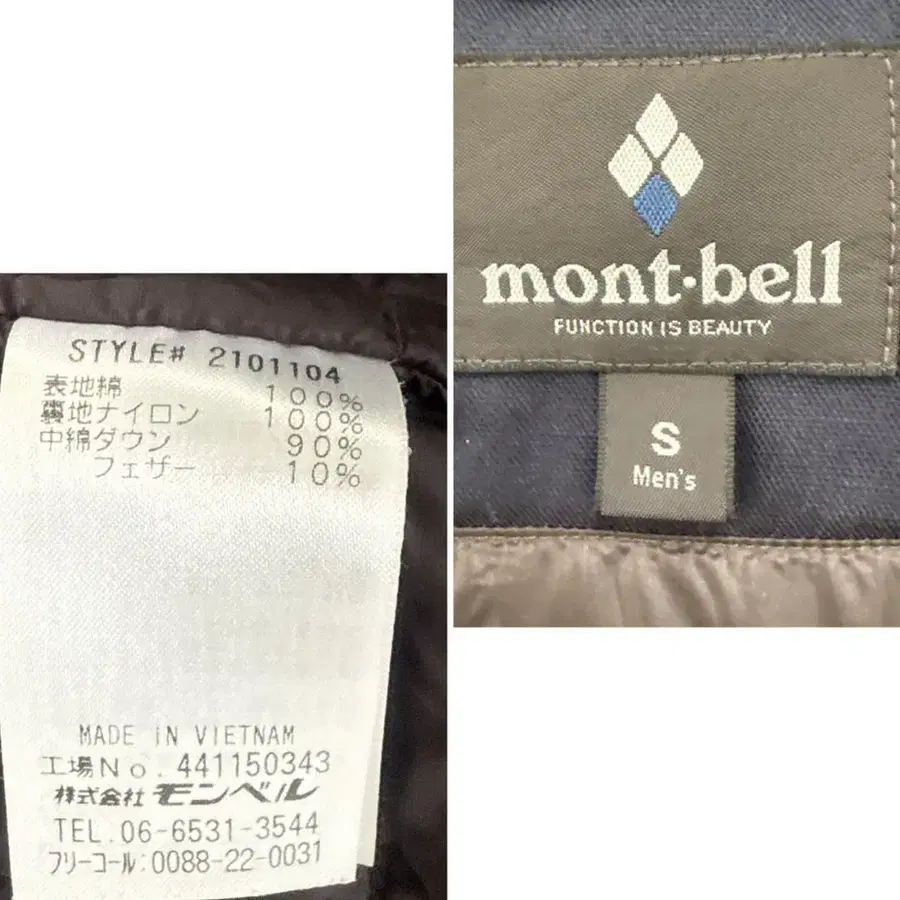 mont·bell
FUNCTION IS BEAUTY
S
Men's
STYLE# 2101104
表地綿 100%
裏地ナイロン 100%
中綿ダウン 90%
フェザー 10%
MADE IN VIETNAM
工場No. 441150343
株式会社 モンベル
TEL.06-6531-3544
フリーコール:0088-22-0031